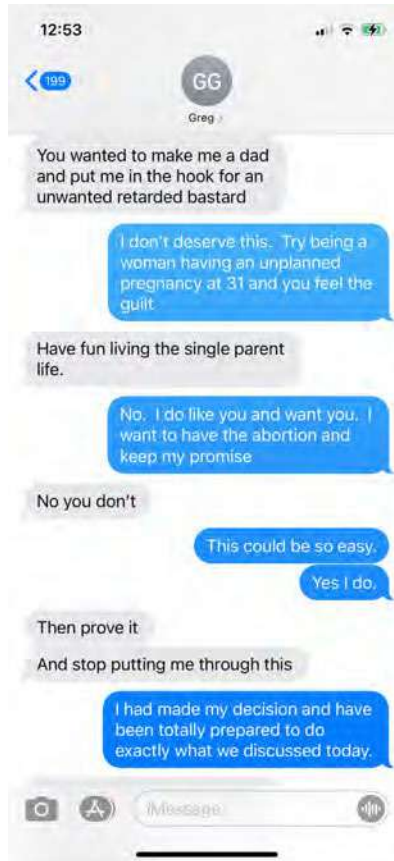 12:53
199
GG
Greg
You wanted to make me a dad
and put me in the hook for an
unwanted retarded bastard
I don't deserve this. Try being a
woman having an unplanned
pregnancy at 31 and you feel the
guilt
Have fun living the single parent
life.
No. I do like you and want you. I
want to have the abortion and
keep my promise
No you don't
This could be so easy.
Yes I do.
Then prove it
And stop putting me through this
I had made my decision and have
been totally prepared to do
exactly what we discussed today.
iMessage